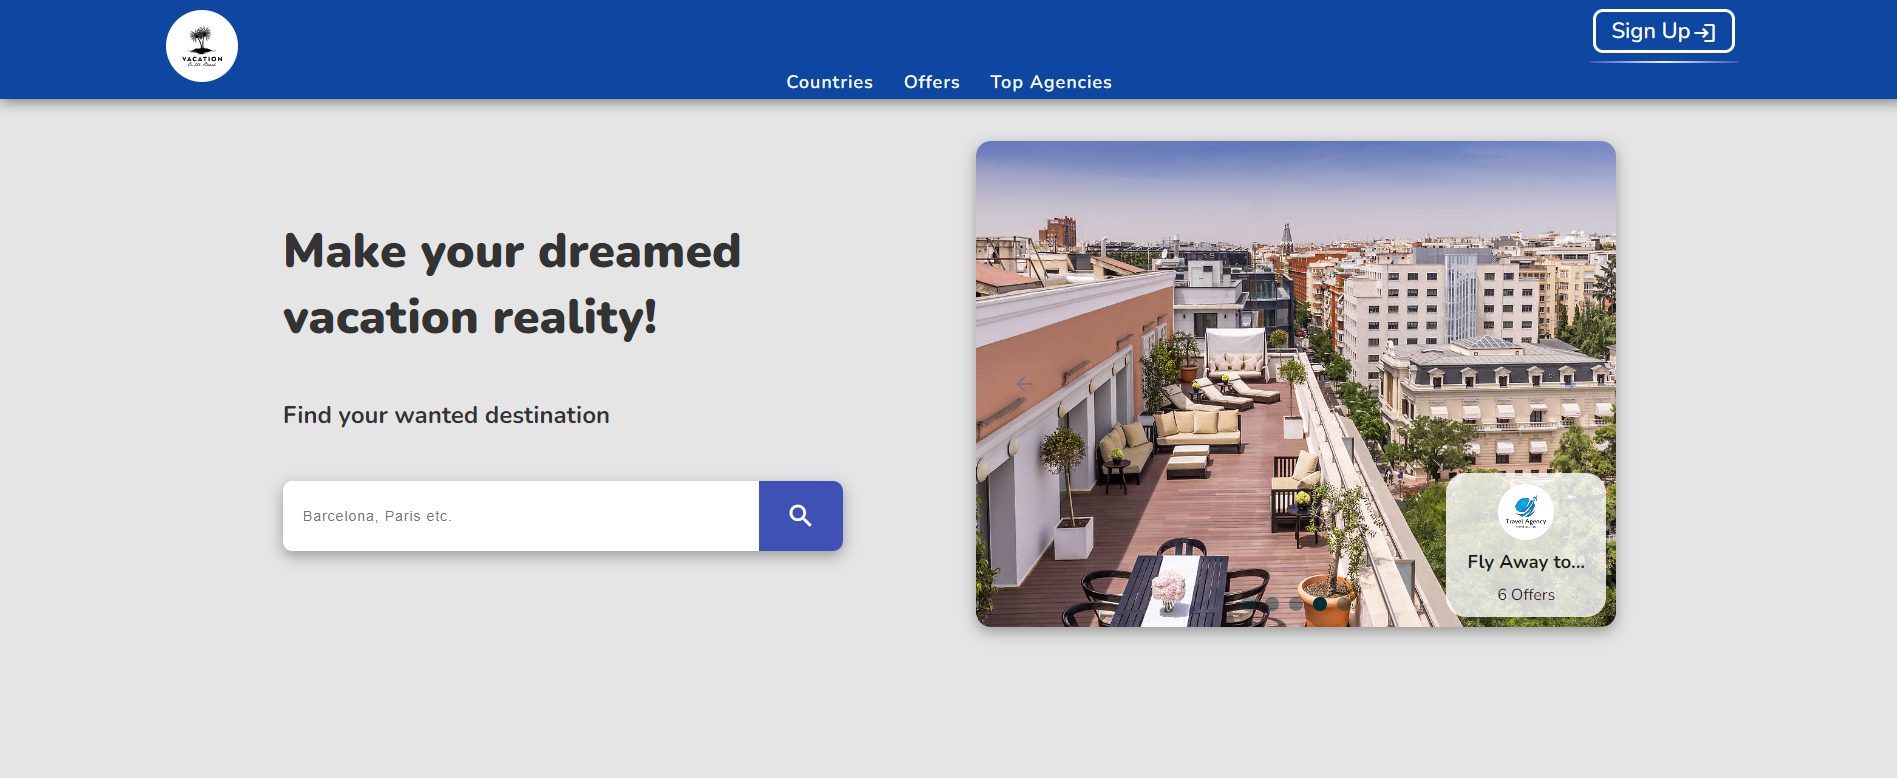 VACATION
Sign Up
Countries Offers Top Agencies
Make your dreamed
vacation reality!
Find your wanted destination
Barcelona, Paris etc.
Travel Agency
Fly Away to...
6 Offers